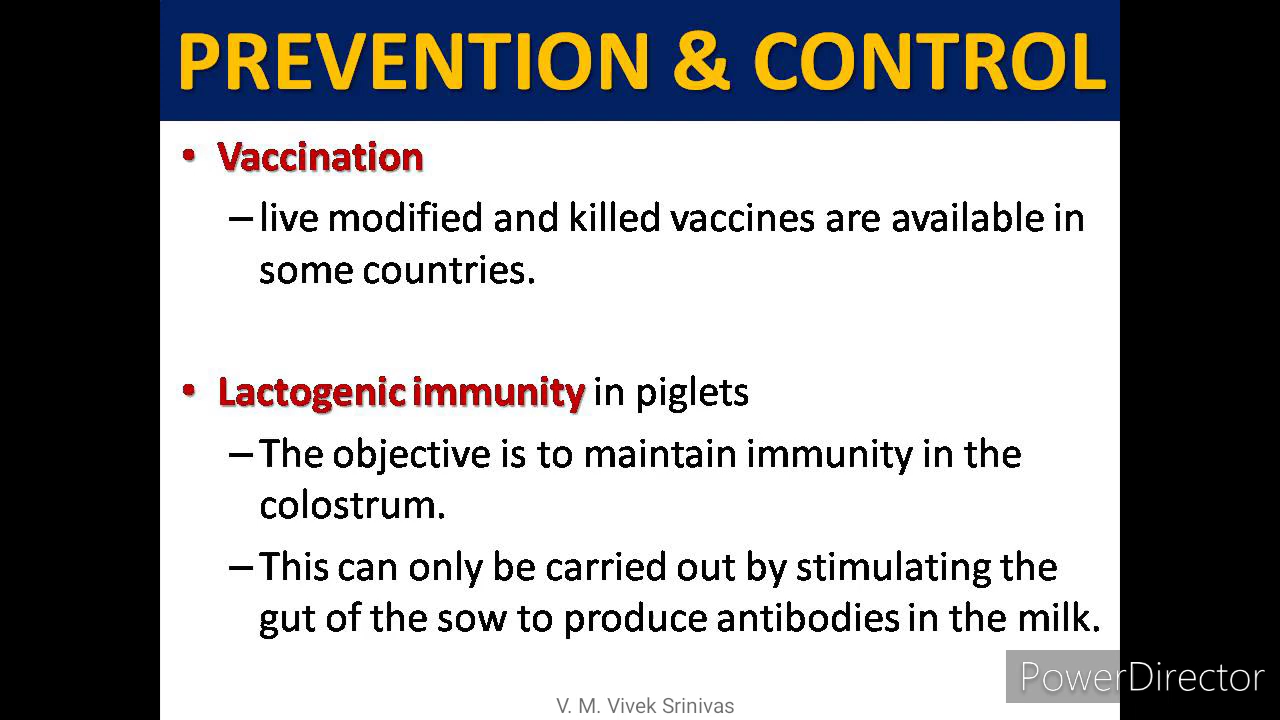 PREVENTION & CONTROL
• Vaccination
– live modified and killed vaccines are available in
some countries.
• Lactogenic immunity in piglets
– The objective is to maintain immunity in the
colostrum.
– This can only be carried out by stimulating the
gut of the sow to produce antibodies in the milk.
PowerDirector
V. M. Vivek Srinivas